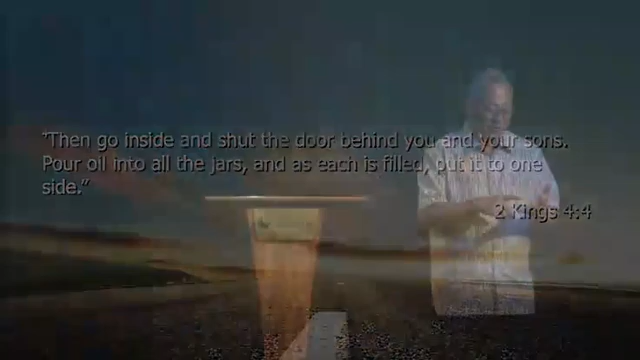 "Then go inside and shut the door behind you and your sons.
Pour oil into all the jars, and as each is filled, put it to one
side."
2 Kings 4:4